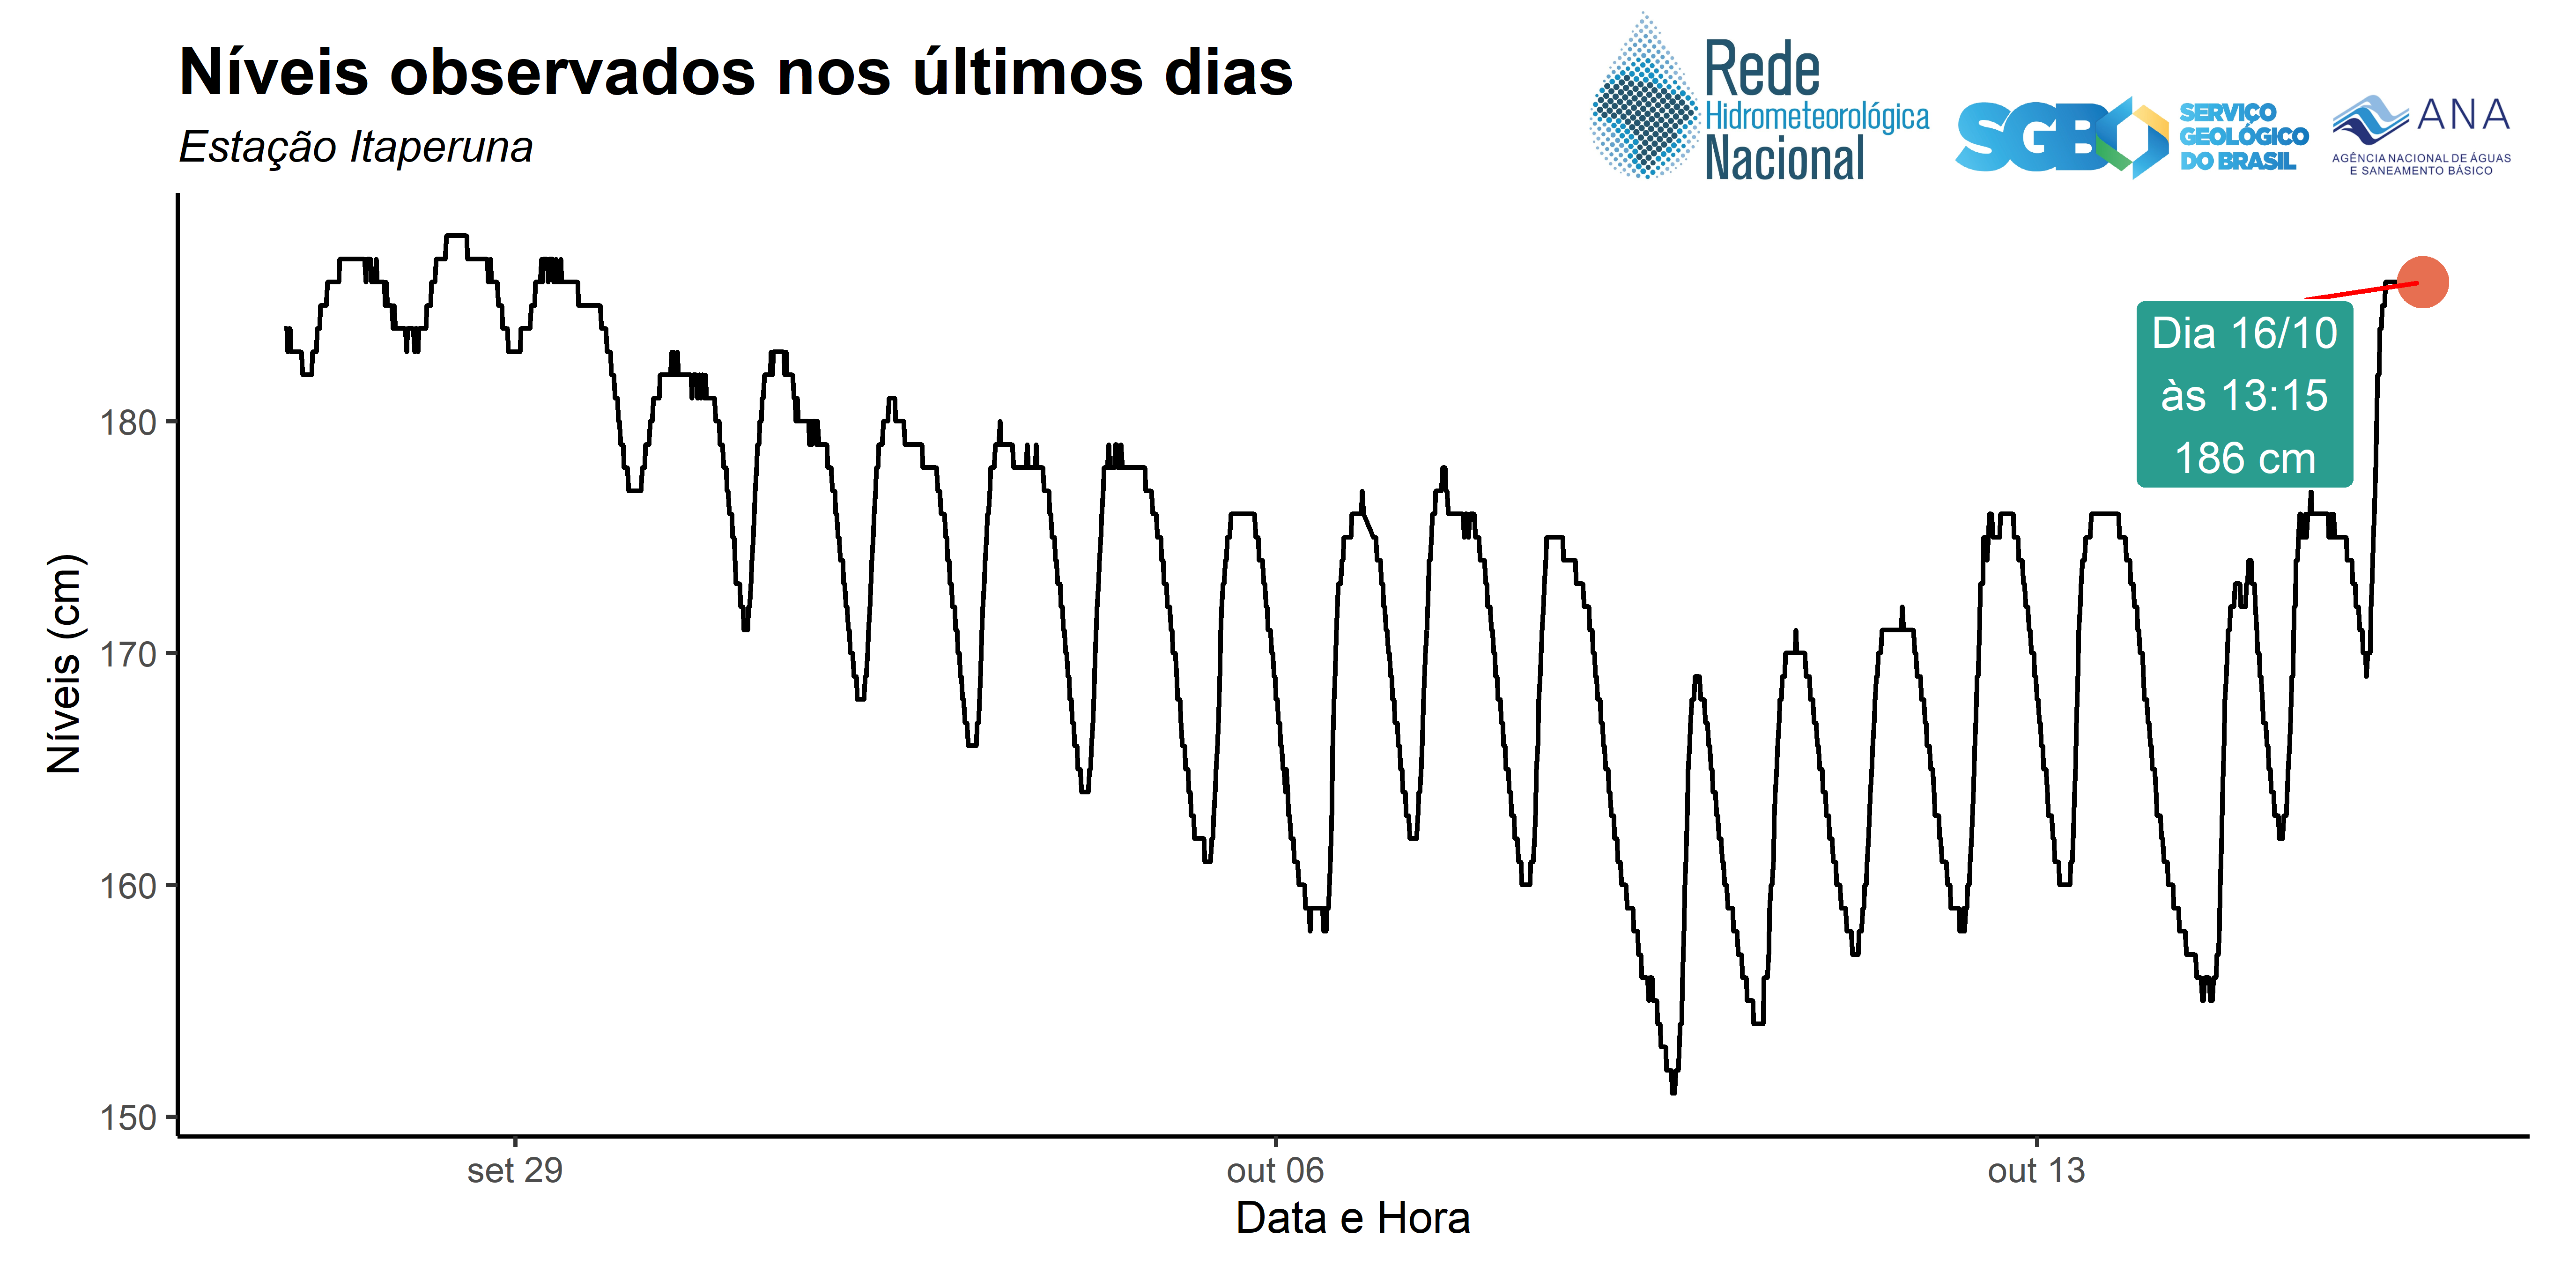 Níveis observados nos últimos dias
Estação Itaperuna
Rede
Hidrometeorológica
Nacional
SGB
SERVIÇO
GEOLÓGICO
DO BRASIL
ANA
AGÊNCIA NACIONAL DE ÁGUAS
E SANEAMENTO BÁSICO
Dia 16/10
às 13:15
186 cm
Níveis (cm)
180
170
160
150
set 29
out 06
out 13
Data e Hora